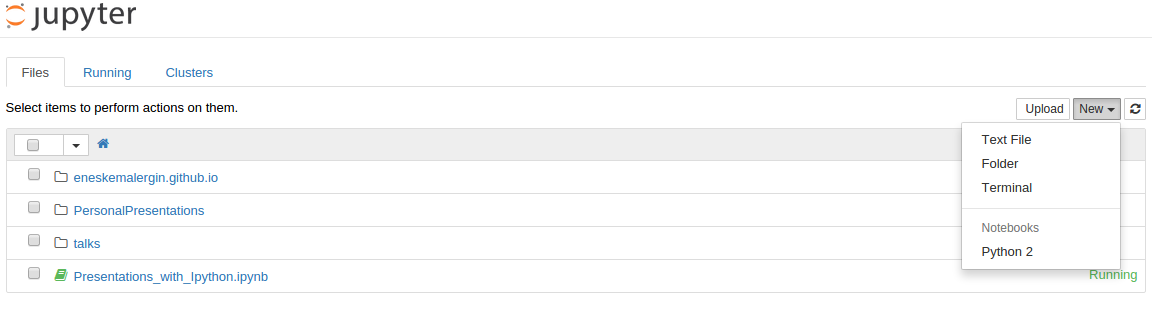 jupyter
Files Running Clusters
Select items to perform actions on them.
Upload New
Text File
Folder
Terminal
Notebooks
Python 2
eneskemalergin.github.io
PersonalPresentations
talks
Presentations_with_Ipython.ipynb Running